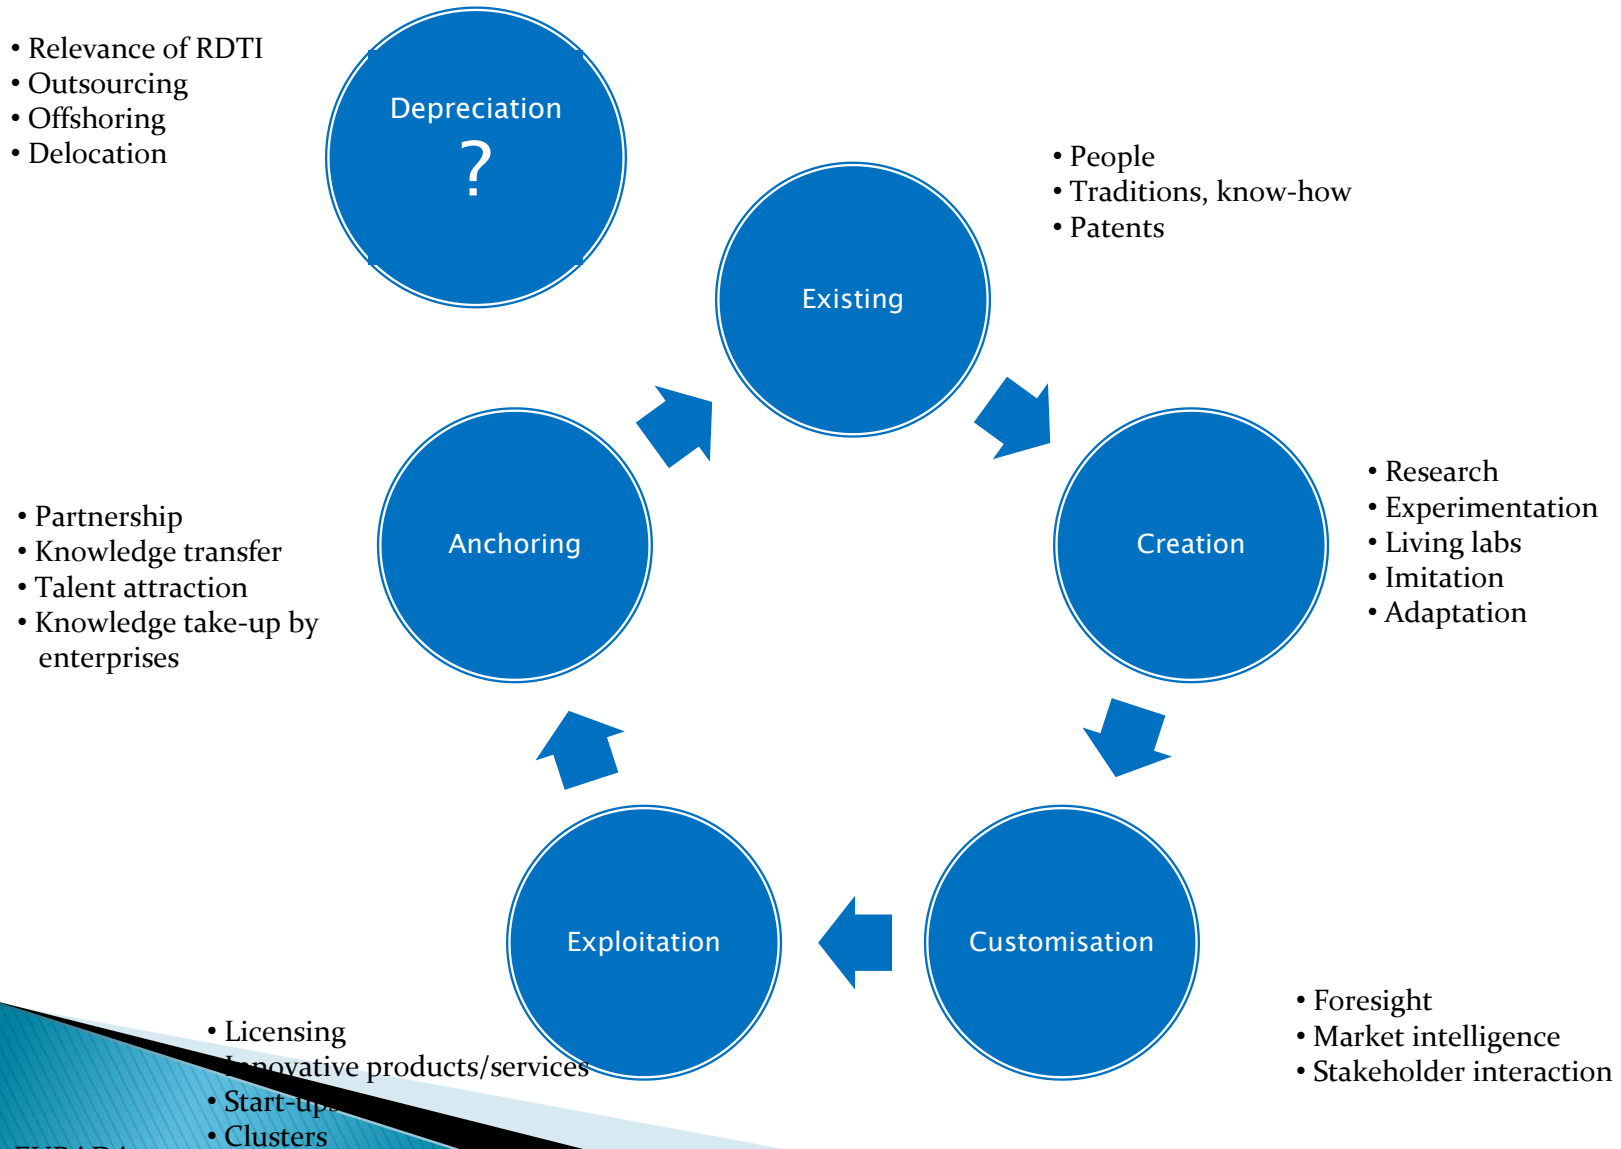 • Relevance of RDTI
• Outsourcing
• Offshoring
• Delocation
Depreciation
?
• People
• Traditions, know-how
• Patents
Existing
Anchoring
• Partnership
• Knowledge transfer
• Talent attraction
• Knowledge take-up by
enterprises
Creation
• Research
• Experimentation
• Living labs
• Imitation
• Adaptation
Exploitation
Customisation
• Foresight
• Market intelligence
• Stakeholder interaction
• Licensing
• Innovative products/services
• Start-ups
• Clusters